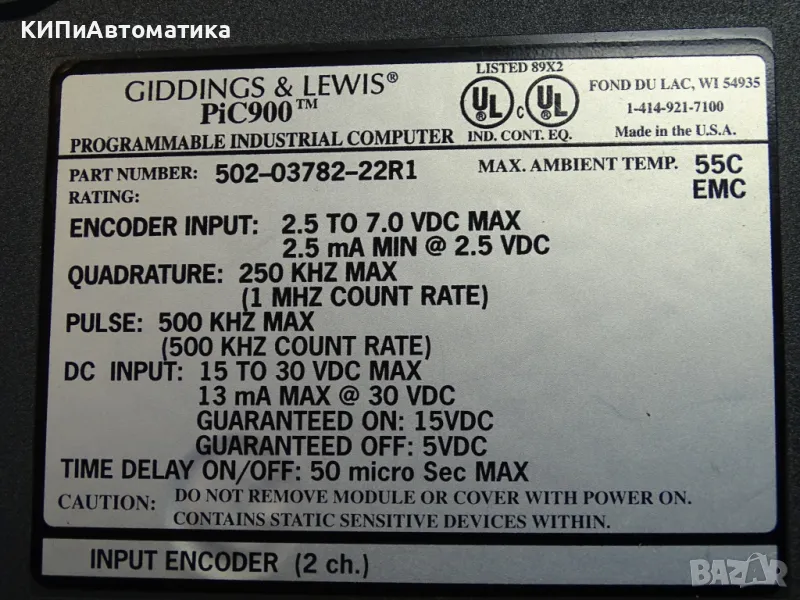 КИПиАвтоматика
GIDDINGS & LEWIS®
PiC900™
PROGRAMMABLE INDUSTRIAL COMPUTER
LISTED 89X2
UL C UL
IND. CONT. EQ.
FOND DU LAC, WI 54935
1-414-921-7100
Made in the U.S.A.
PART NUMBER: 502-03782-22R1
MAX. AMBIENT TEMP. 55C
EMC
RATING:
ENCODER INPUT: 2.5 TO 7.0 VDC MAX
2.5 mA MIN @ 2.5 VDC
QUADRATURE: 250 KHZ MAX
(1 MHZ COUNT RATE)
PULSE: 500 KHZ MAX
(500 KHZ COUNT RATE)
DC INPUT: 15 TO 30 VDC MAX
13 mA MAX @ 30 VDC
GUARANTEED ON: 15VDC
GUARANTEED OFF: 5VDC
TIME DELAY ON/OFF: 50 micro Sec MAX
CAUTION: DO NOT REMOVE MODULE OR COVER WITH POWER ON.
CONTAINS STATIC SENSITIVE DEVICES WITHIN.
INPUT ENCODER (2 ch.)
BAZAR